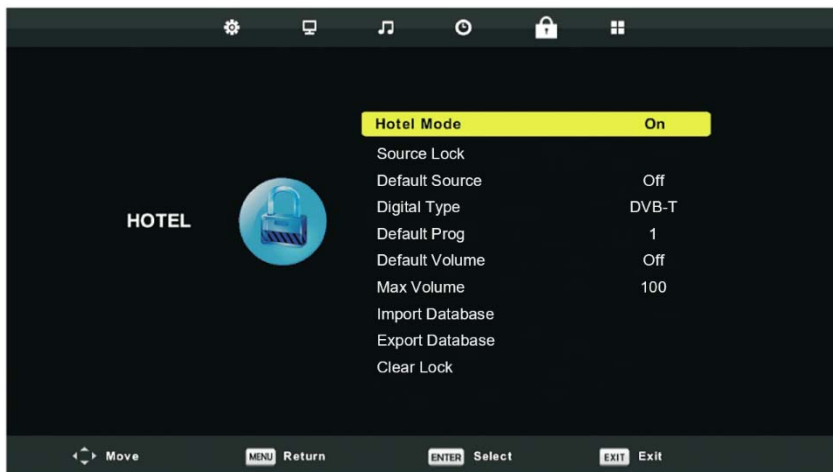 Hotel Mode On
Source Lock
Default Source Off
Digital Type DVB-T
Default Prog 1
Default Volume Off
Max Volume 100
Import Database
Export Database
Clear Lock
HOTEL
Move MENU Return ENTER Select EXIT Exit